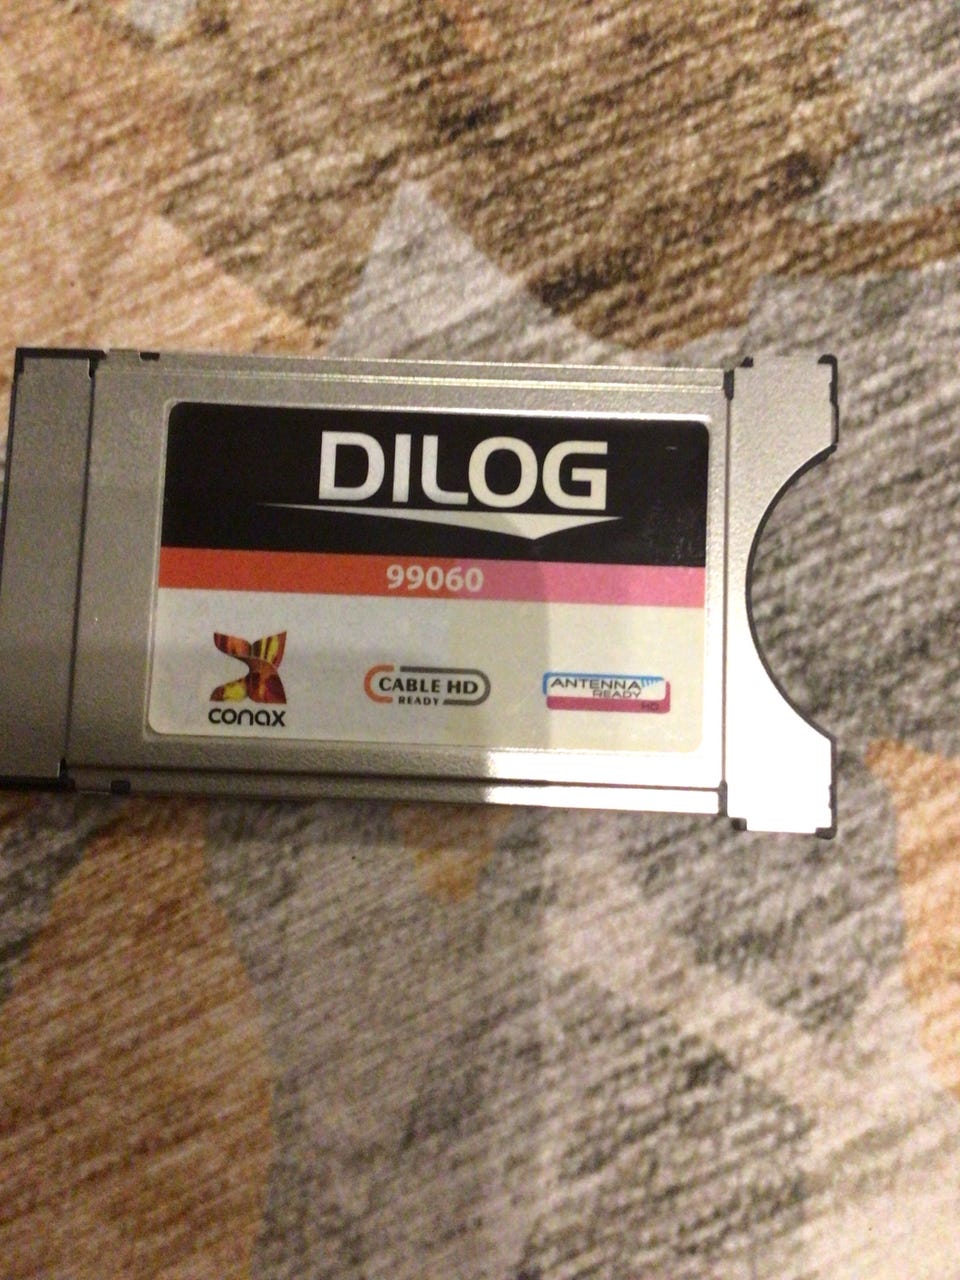 DILOG
99060
conax
CABLE HD
READY
ANTENNA
READY
HD